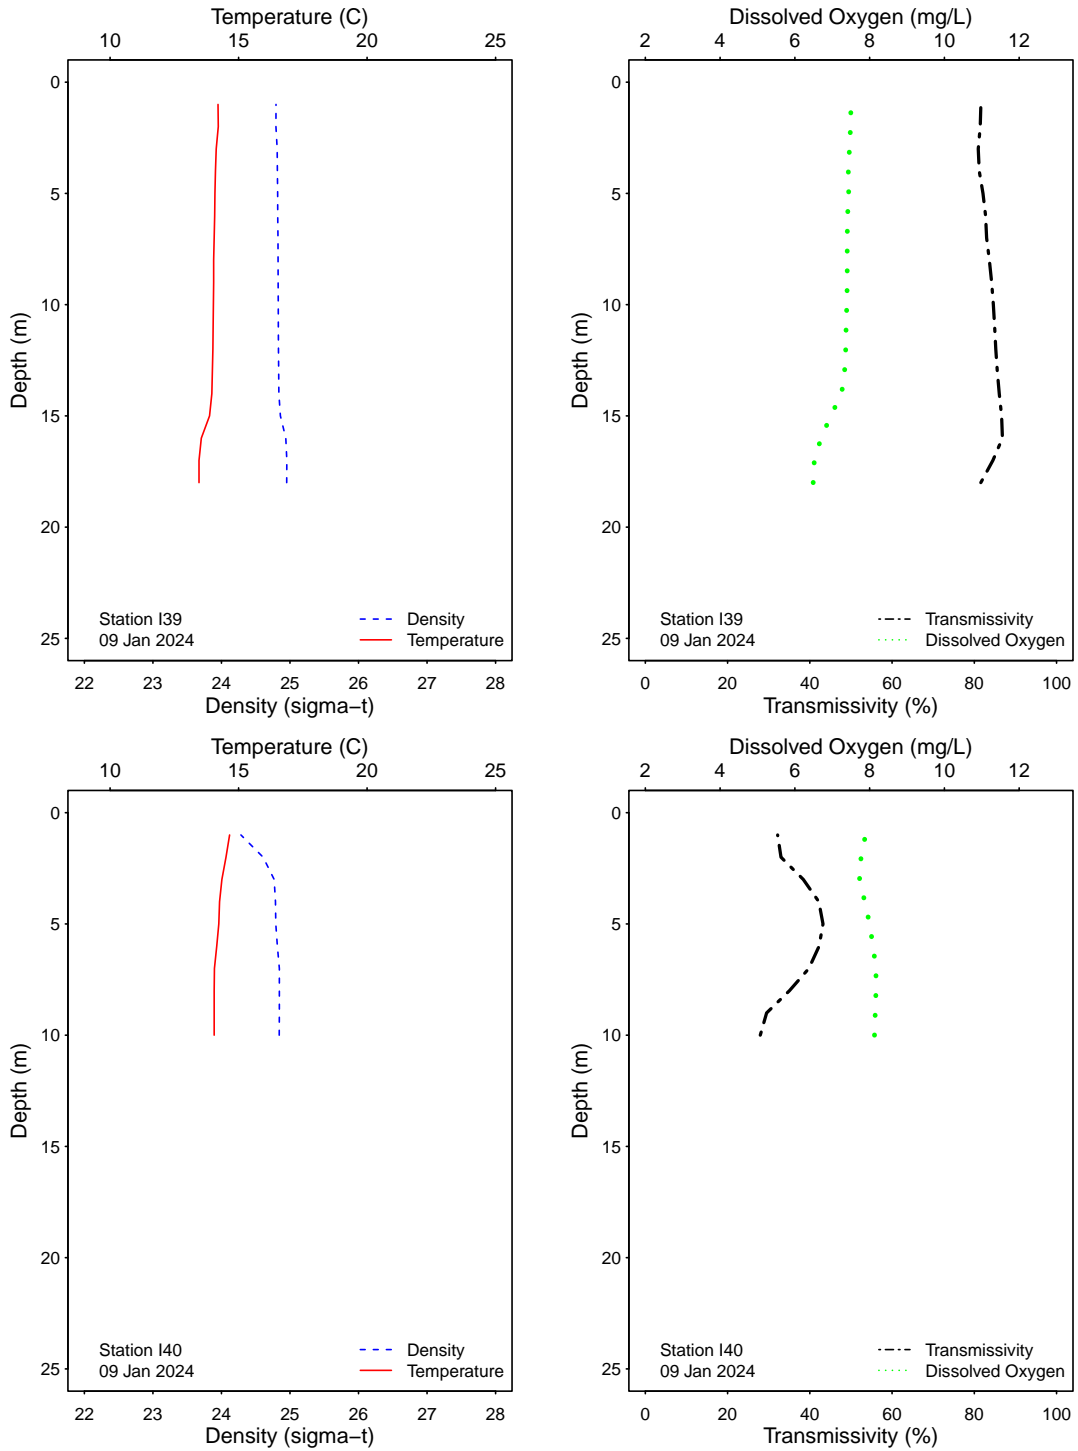 Temperature (C)
10 15 20 25
0
5
10
15
20
25
Depth (m)
Station I39
09 Jan 2024
Density
Temperature
22 23 24 25 26 27 28
Density (sigma−t)
Dissolved Oxygen (mg/L)
2 4 6 8 10 12
0
5
10
15
20
25
Depth (m)
Station I39
09 Jan 2024
Transmissivity
Dissolved Oxygen
0 20 40 60 80 100
Transmissivity (%)
Temperature (C)
10 15 20 25
0
5
10
15
20
25
Depth (m)
Station I40
09 Jan 2024
Density
Temperature
22 23 24 25 26 27 28
Density (sigma−t)
Dissolved Oxygen (mg/L)
2 4 6 8 10 12
0
5
10
15
20
25
Depth (m)
Station I40
09 Jan 2024
Transmissivity
Dissolved Oxygen
0 20 40 60 80 100
Transmissivity (%)